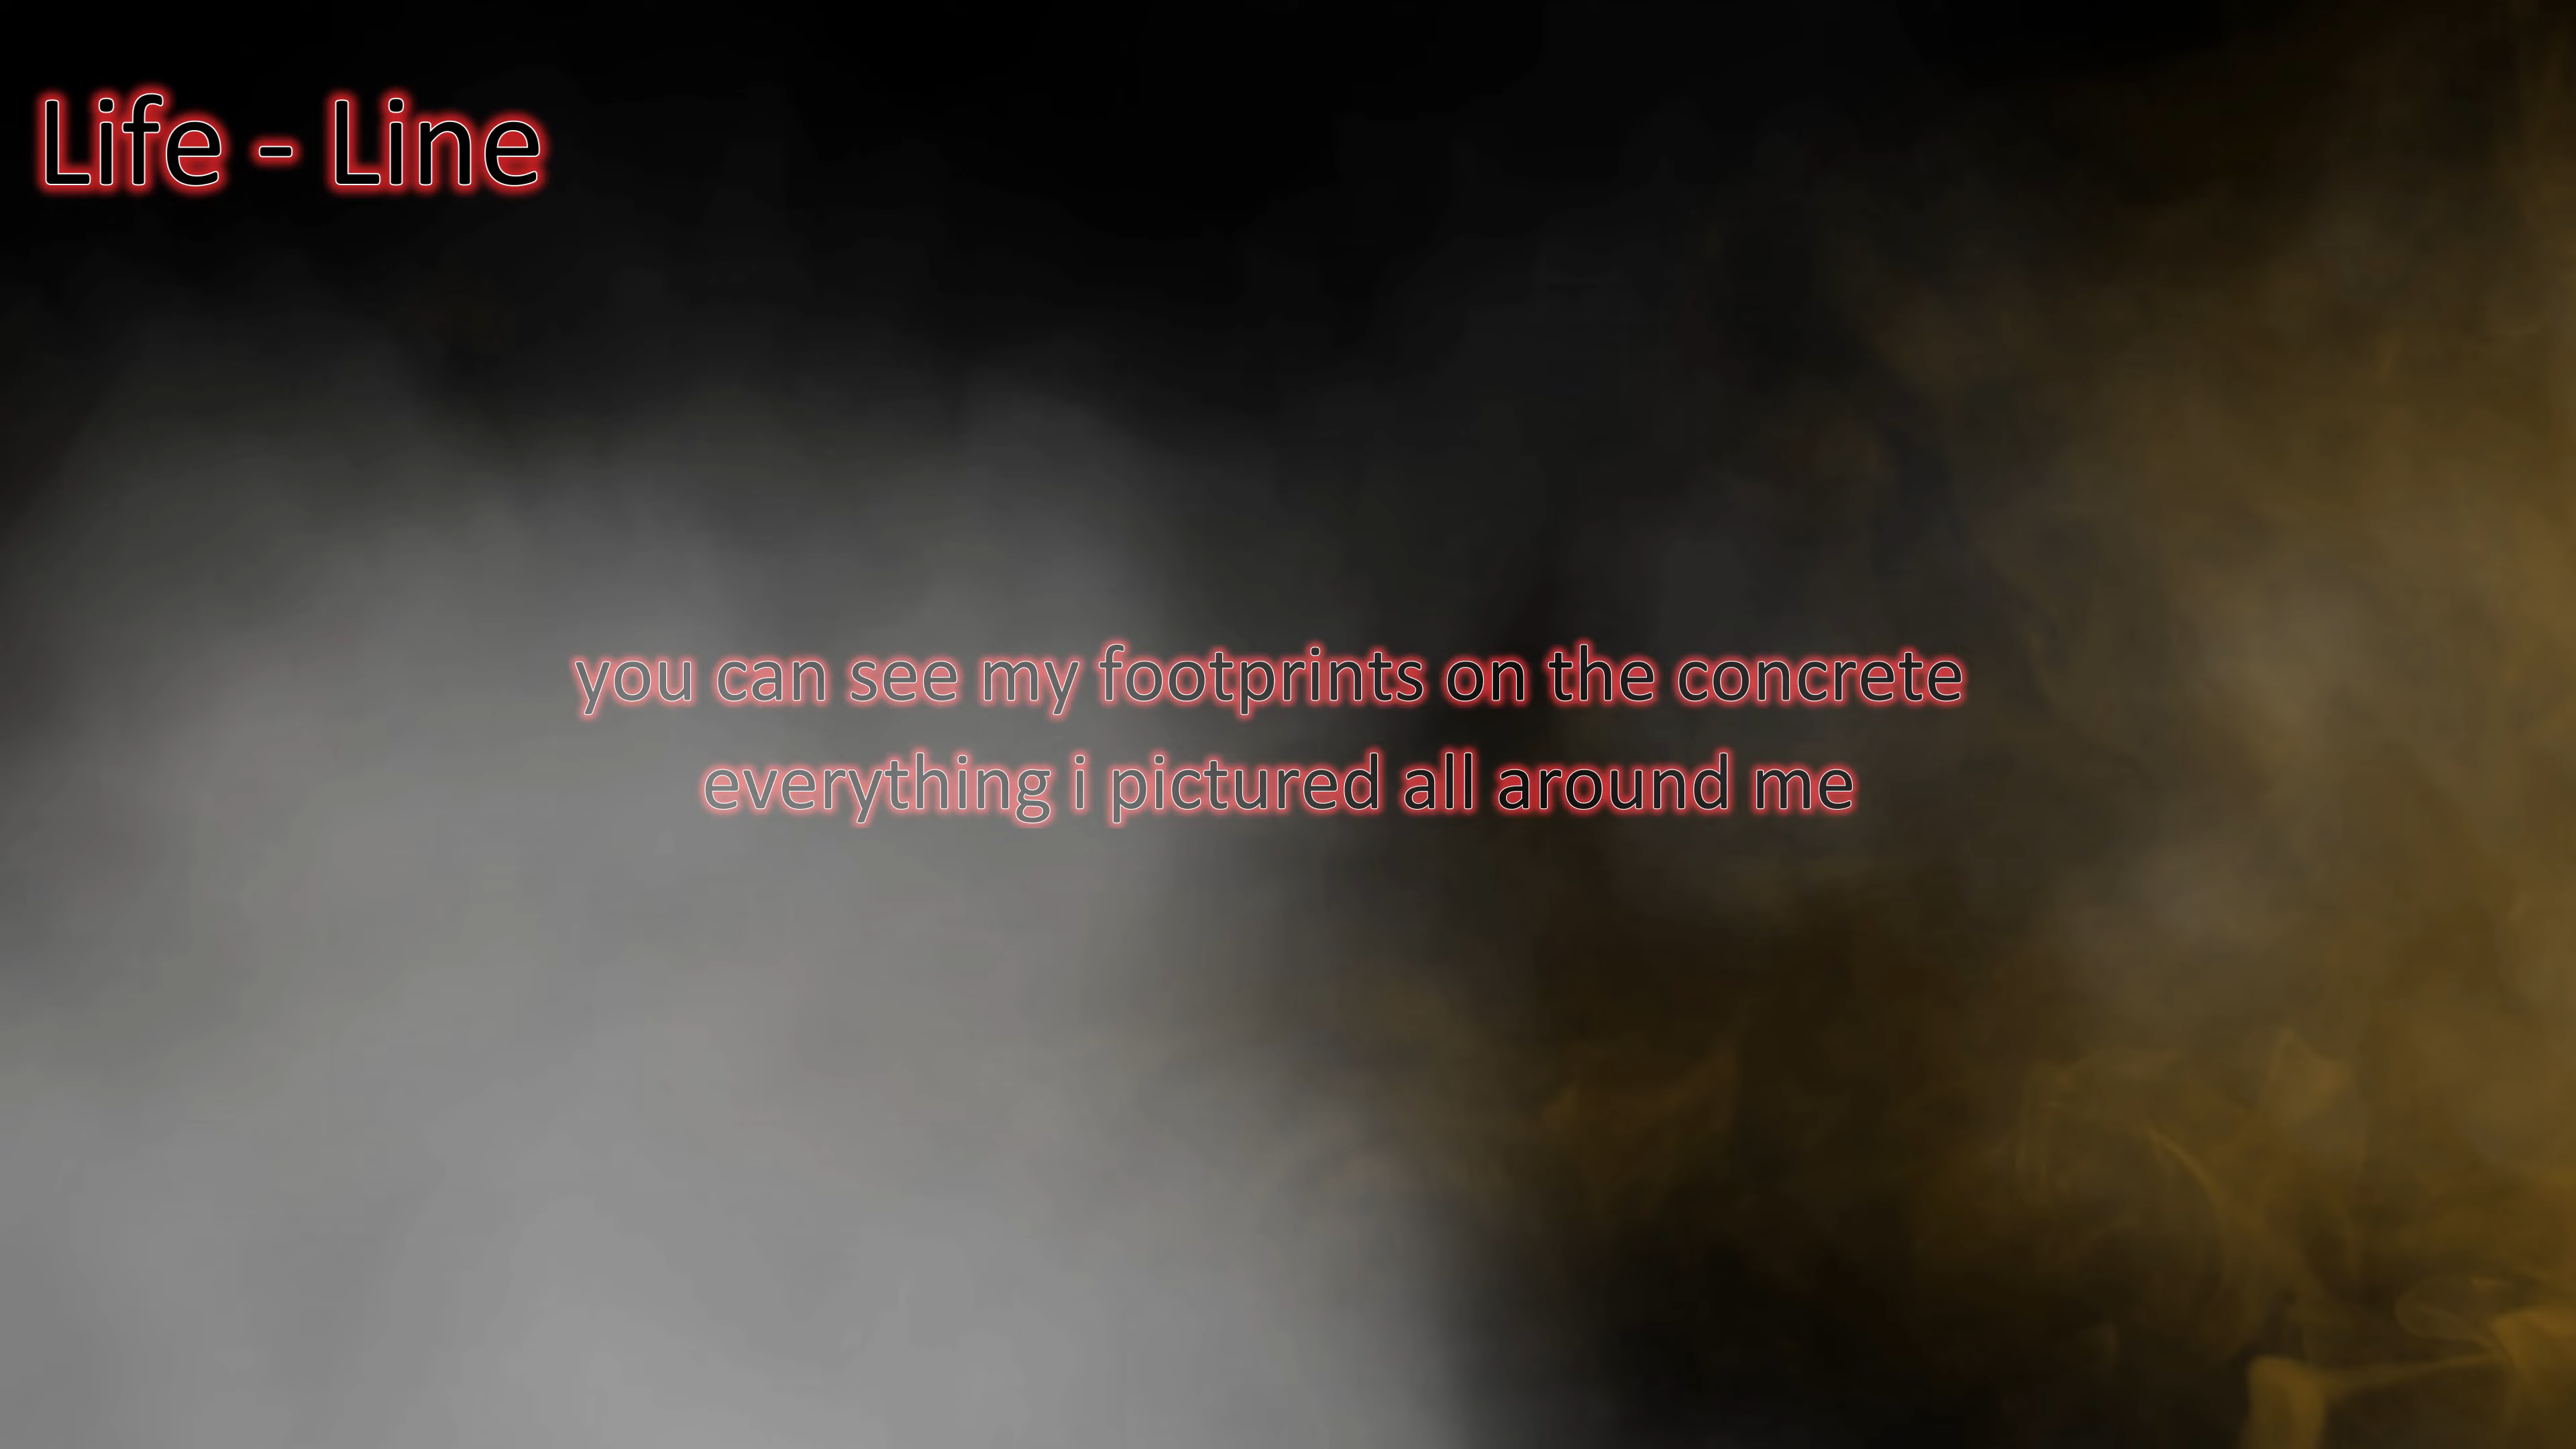 Life - Line
you can see my footprints on the concrete
everything i pictured all around me